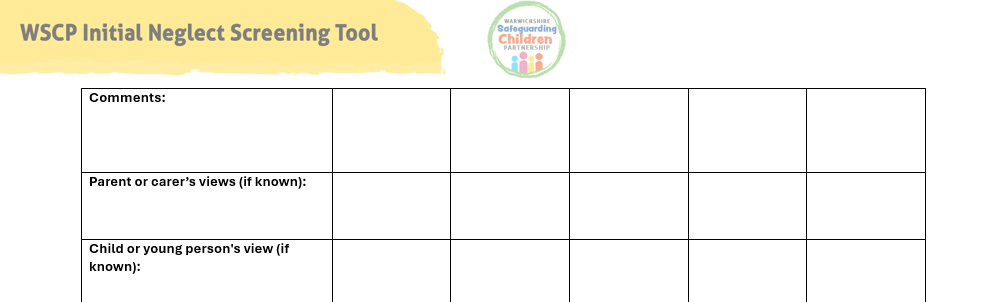 WSCP Initial Neglect Screening Tool
WARWICKSHIRE
Safeguarding
Children
PARTNERSHIP
Comments:
Parent or carer’s views (if known):
Child or young person’s view (if
known):